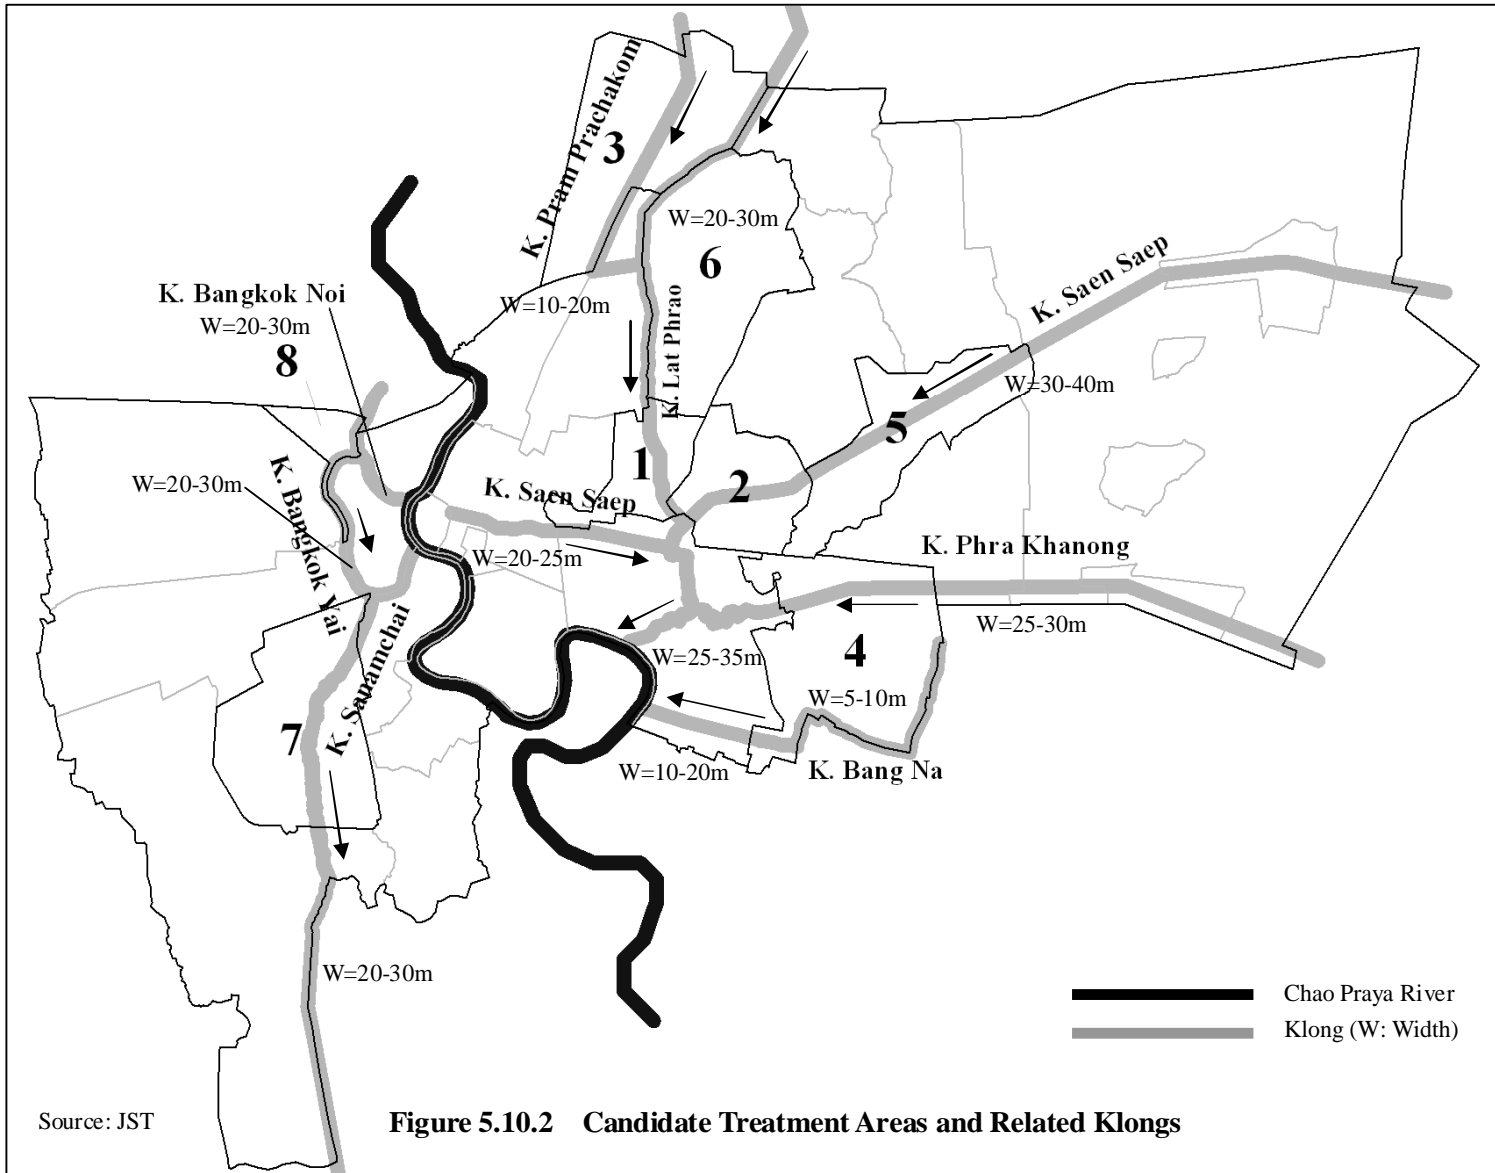 K. Pram Prachakom
3
W=20-30m
6
K. Saen Saep
K. Bangkok Noi
W=20-30m
8
W=10-20m
K. Lat Phrao
W=30-40m
5
1
2
K. Bangkok Yai
W=20-30m
K. Saen Saep
W=20-25m
K. Phra Khanong
W=25-30m
K. Sanamchai
W=25-35m
4
W=5-10m
7
W=10-20m
K. Bang Na
W=20-30m
Chao Praya River
Klong (W: Width)
Source: JST
Figure 5.10.2 Candidate Treatment Areas and Related Klongs